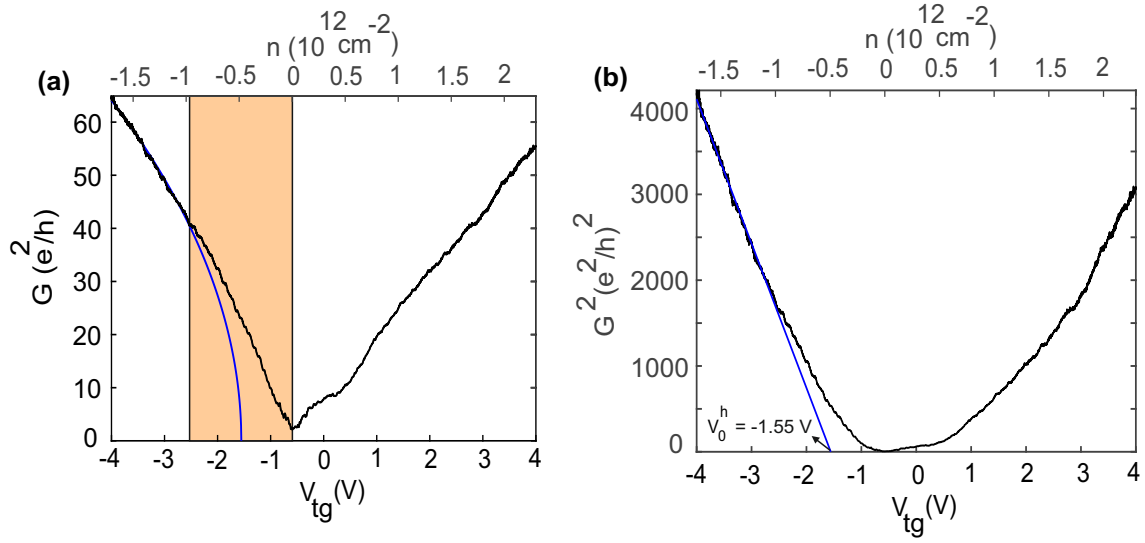 (a)
n (10^12 cm^-2)
-1.5 -1 -0.5 0 0.5 1 1.5 2
G (e^2/h)
60
50
40
30
20
10
0
-4 -3 -2 -1 0 1 2 3 4
V_tg (V)
(b)
n (10^12 cm^-2)
-1.5 -1 -0.5 0 0.5 1 1.5 2
G^2 (e^2/h)^2
4000
3000
2000
1000
0
V_0^h = -1.55 V
-4 -3 -2 -1 0 1 2 3 4
V_tg (V)